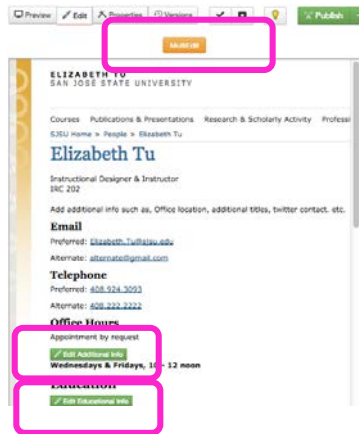 Preview Edit Properties Versions Publish
MultiEdit
ELIZABETH TU
SAN JOSÉ STATE UNIVERSITY
Courses Publications & Presentations Research & Scholarly Activity Professi
SJSU Home > People > Elizabeth Tu
Elizabeth Tu
Instructional Designer & Instructor
IRC 202
Add additional info such as, Office location, additional titles, twitter contact. etc.
Email
Preferred: Elizabeth.Tu@sjsu.edu
Alternate: alternate@gmail.com
Telephone
Preferred: 408.924.3093
Alternate: 408.222.2222
Office Hours
Appointment by request
Edit Additional Info
Wednesdays & Fridays, 10 - 12 noon
Education
Edit Educational Info